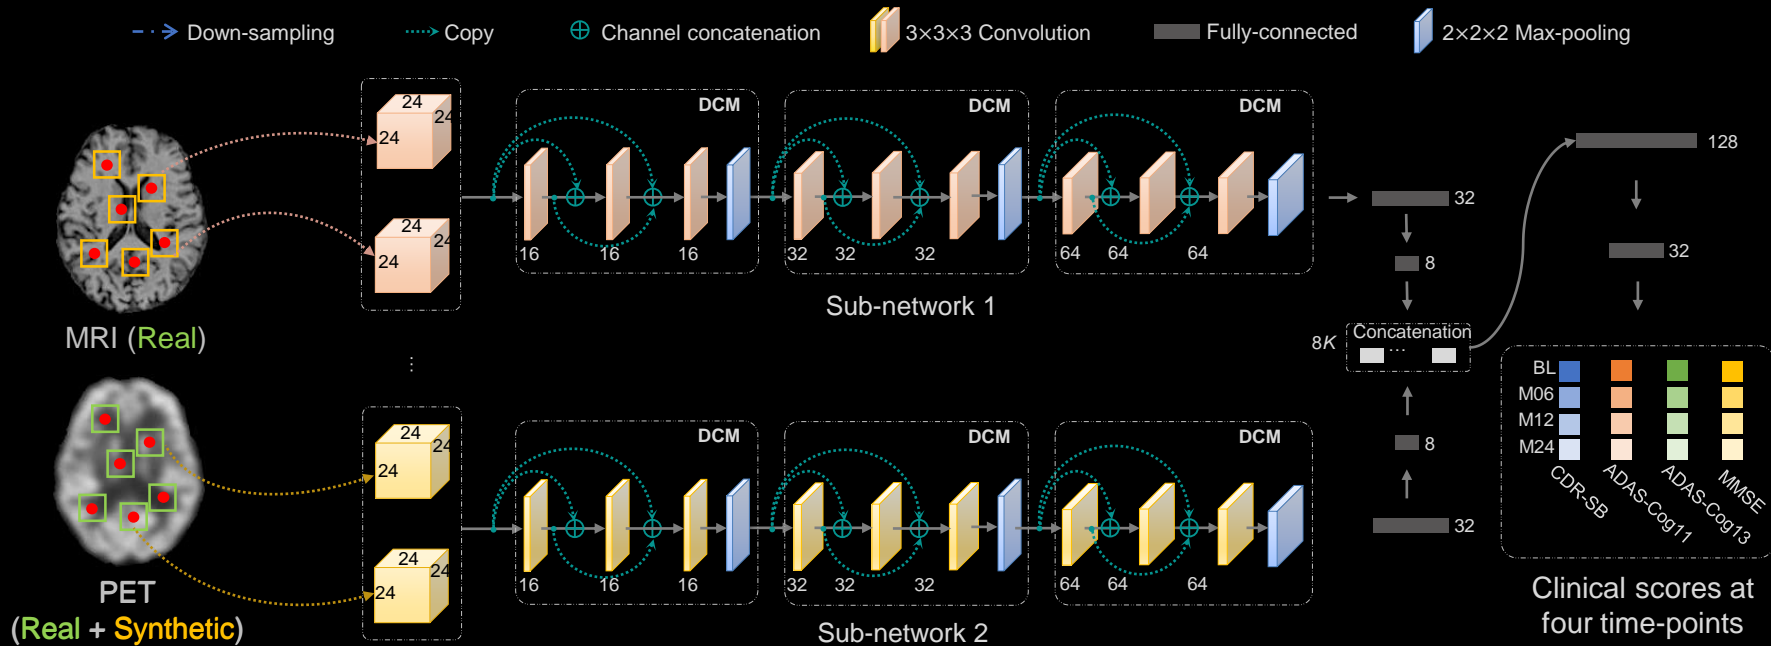 Down-sampling
Copy
Channel concatenation
3×3×3 Convolution
Fully-connected
2×2×2 Max-pooling
24
24
24
24
24
24
DCM
DCM
DCM
16
16
16
32
32
32
64
64
64
Sub-network 1
MRI (Real)
32
8
8K
Concatenation
...
8
32
128
32
⋮
24
24
24
24
24
24
DCM
DCM
DCM
16
16
16
32
32
32
64
64
64
Sub-network 2
PET
(Real + Synthetic)
BL
M06
M12
M24
CDR-SB
ADAS-Cog11
ADAS-Cog13
MMSE
Clinical scores at
four time-points